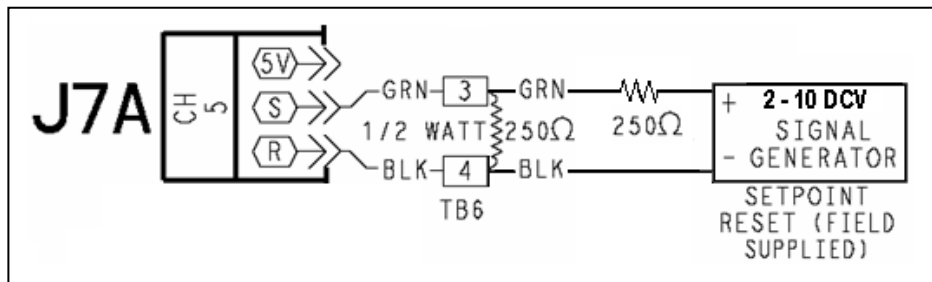 J7A
CH 5
5V
S
R
GRN 3 GRN
1/2 WATT 250Ω 250Ω
BLK 4 BLK
TB6
+ 2-10 DCV
SIGNAL
- GENERATOR
SETPOINT
RESET (FIELD
SUPPLIED)